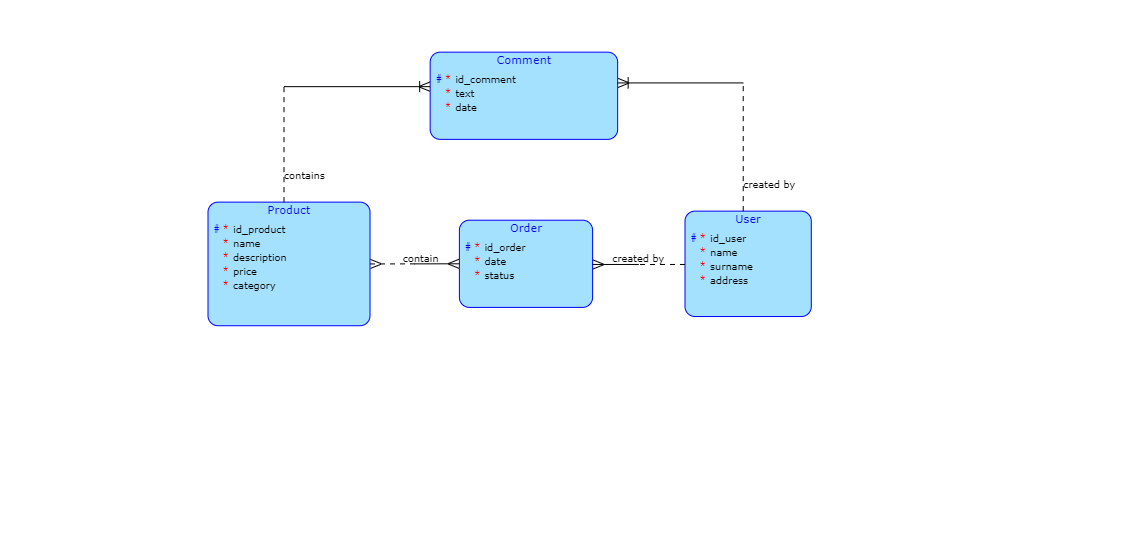 Comment
# * id_comment
* text
* date
contains
created by
Product
# * id_product
* name
* description
* price
* category
contain
Order
# * id_order
* date
* status
created by
User
# * id_user
* name
* surname
* address